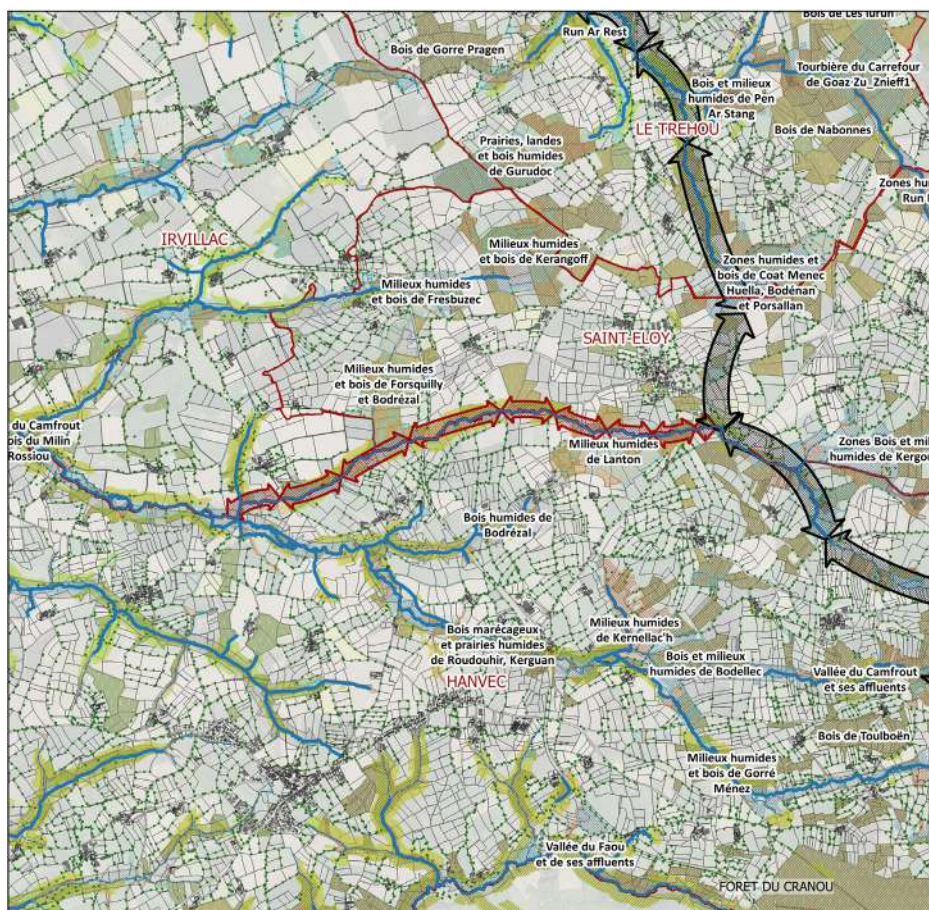 Bois de Les Iurun
Run Ar Rest
Bois de Gorre Pragen
Tourbière du Carrefour
de Goaz Zu_Znieff1
Bois et milieux
humides de Pen
Ar Stang
LE TREHOU
Bois de Nabonnes
Prairies, landes
et bois humides
de Gurudoc
Zones hu
Run
IRVILLAC
Milieux humides
et bois de Kerangoff
Zones humides et
bois de Coat Menec
Huella, Bodénan
et Porsallan
Milieux humides
et bois de Fresbuzec
SAINT-ELOY
Milieux humides
et bois de Forsquilly
et Bodrézal
du Camfrout
ois du Milin
Rossiou
Milieux humides
de Lanton
Zones Bois et mil
humides de Kergou
Bois humides de
Bodrézal
Milieux humides
de Kernellac'h
Bois marécageux
et prairies humides
de Roudouhir, Kerguan
HANVEC
Bois et milieux
humides de Bodellec
Vallée du Camfrout
et ses affluents
Bois de Toulboën
Milieux humides
et bois de Gorré
Ménez
Vallée du Faou
et de ses affluents
FORET DU CRANOU